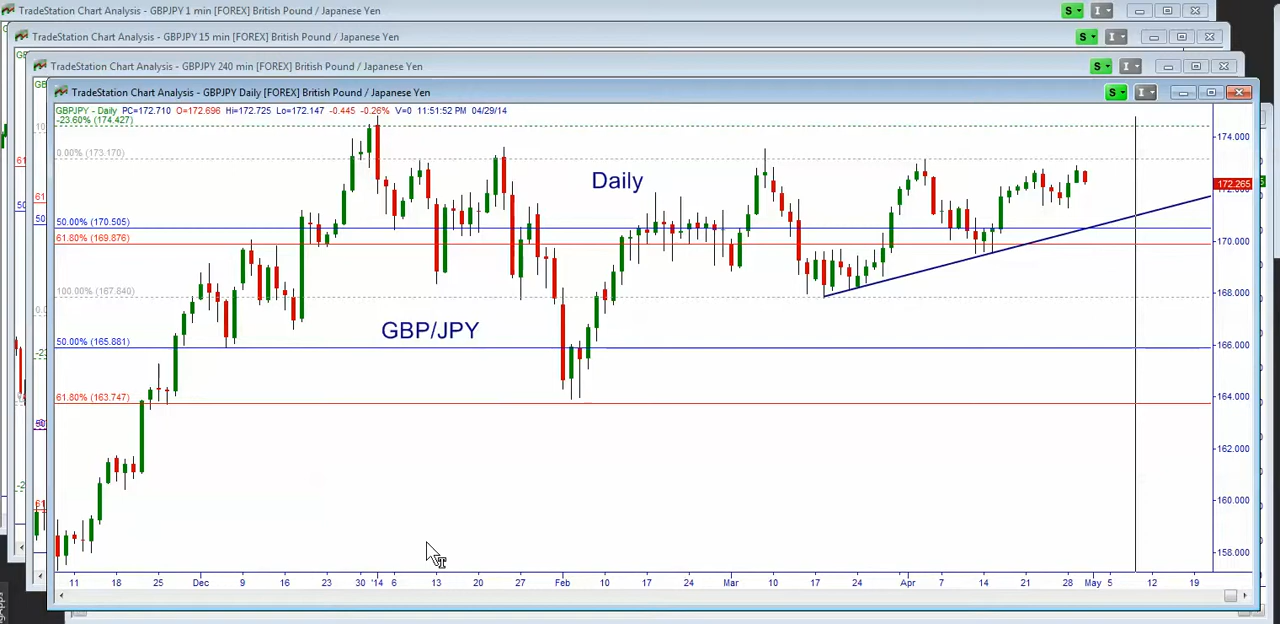 TradeStation Chart Analysis - GBPJPY 1 min [FOREX] British Pound / Japanese Yen
S I
TradeStation Chart Analysis - GBPJPY 15 min [FOREX] British Pound / Japanese Yen
S I
TradeStation Chart Analysis - GBPJPY 240 min [FOREX] British Pound / Japanese Yen
S I
TradeStation Chart Analysis - GBPJPY Daily [FOREX] British Pound / Japanese Yen
S I
GBPJPY - Daily PC=172.710 O=172.696 Hi=172.725 Lo=172.147 -0.445 -0.26% V=0 11:51:52 PM 04/29/14
-23.60% (174.427)
174.000
0.00% (173.170)
Daily
172.265
50.00% (170.505)
61.80% (169.876)
170.000
100.00% (167.840)
168.000
GBP/JPY
50.00% (165.881)
166.000
61.80% (163.747)
164.000
162.000
160.000
158.000
11 18 25 Dec 9 16 23 30 '14 6 13 20 27 Feb 10 17 24 Mar 10 17 24 Apr 7 14 21 28 May 5 12 19